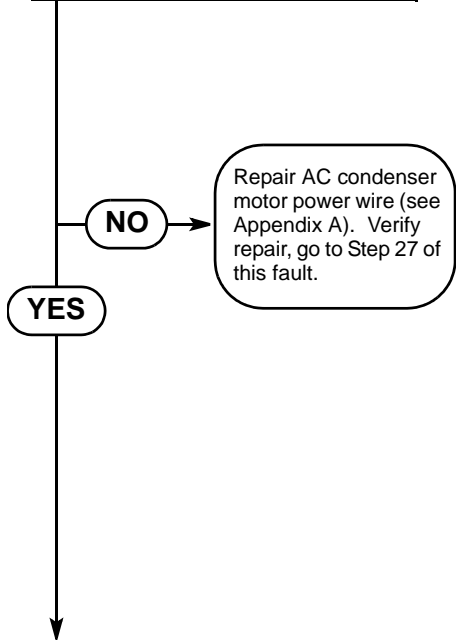 NO
Repair AC condenser
motor power wire (see
Appendix A).  Verify
repair, go to Step 27 of
this fault.
YES